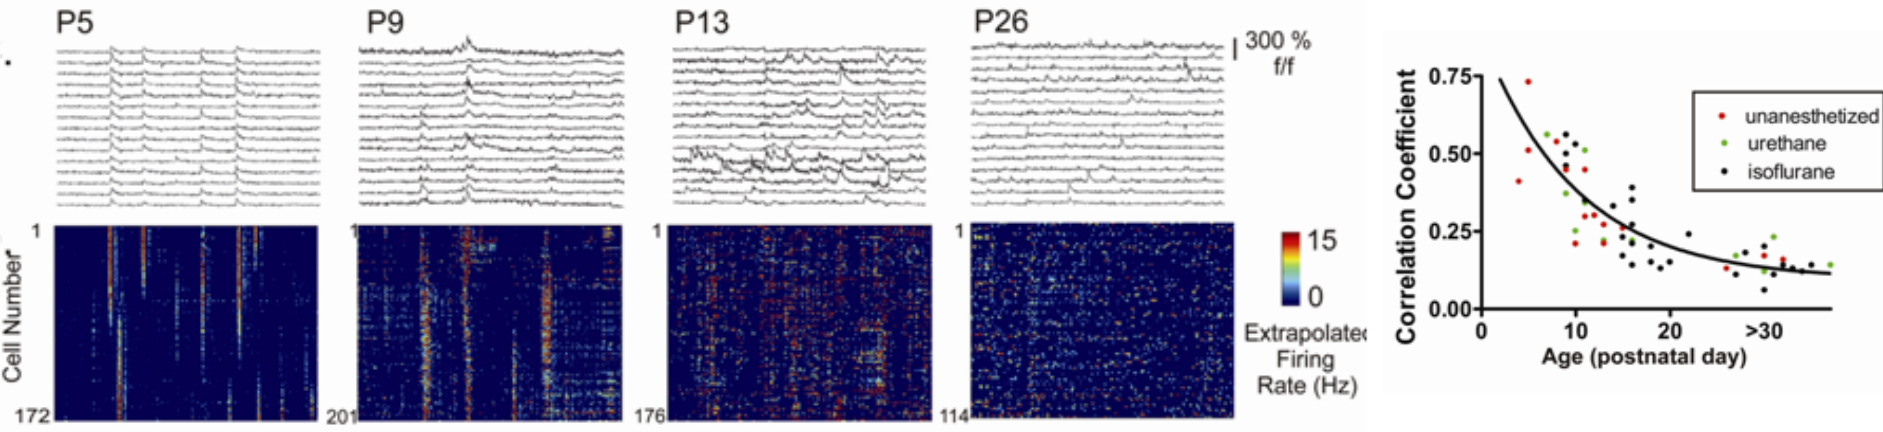 P5
P9
P13
P26
300 %
f/f
1
1
1
1
Cell Number
172
201
176
114
15
0
Extrapolated
Firing
Rate (Hz)
Correlation Coefficient
0.75
0.50
0.25
0.00
0
10
20
>30
Age (postnatal day)
unanesthetized
urethane
isoflurane